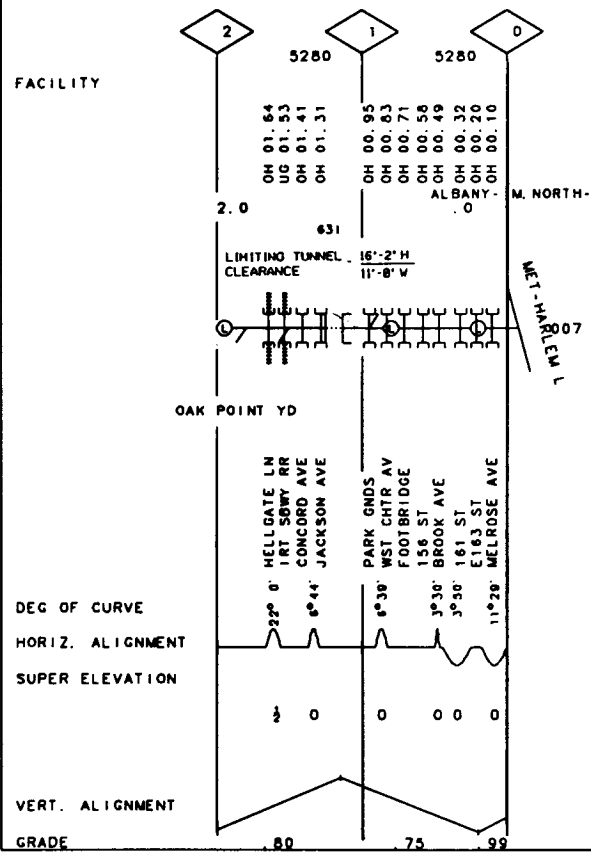 2 1 0
5280 5280
FACILITY
OH 01.64
UG 01.53
OH 01.41
OH 01.31
OH 00.95
OH 00.83
OH 00.71
OH 00.58
OH 00.49
OH 00.32
OH 00.20
OH 00.10
ALBANY- M.NORTH-
2.0 .0
631
LIMITING TUNNEL 16'-2" H
CLEARANCE 11'-8" W
MET-HARLEM L
L L L 007
OAK POINT YD
HELLGATE LN
IRT SBWY RR
CONCORD AVE
JACKSON AVE
PARK GNDS
WST CHTR AV
FOOTBRIDGE
156 ST
BROOK AVE
161 ST
E163 ST
MELROSE AVE
DEG OF CURVE 22° 0' 6°44' 6°39' 3°30' 3°50' 11°29'
HORIZ. ALIGNMENT
SUPER ELEVATION
½ 0 0 0 0 0
VERT. ALIGNMENT
GRADE .80 .75 .99